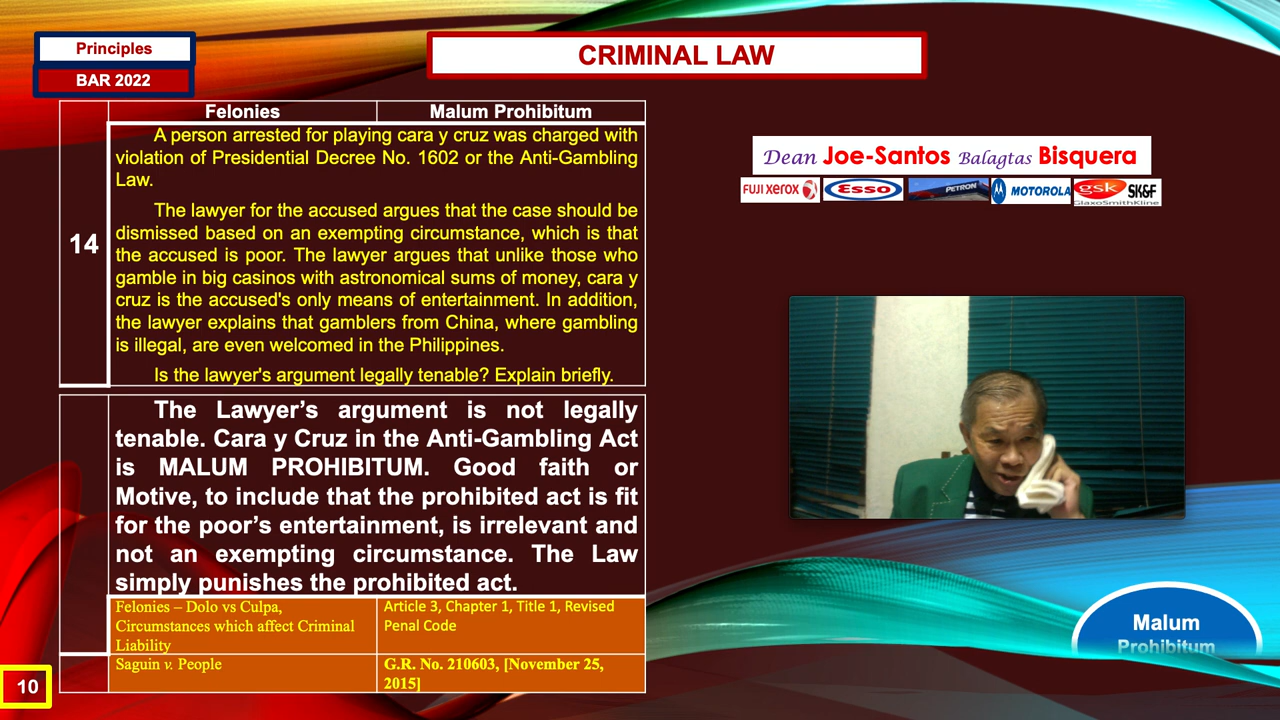 Principles
BAR 2022
CRIMINAL LAW
Felonies
Malum Prohibitum
14
A person arrested for playing cara y cruz was charged with
violation of Presidential Decree No. 1602 or the Anti-Gambling
Law.
The lawyer for the accused argues that the case should be
dismissed based on an exempting circumstance, which is that
the accused is poor. The lawyer argues that unlike those who
gamble in big casinos with astronomical sums of money, cara y
cruz is the accused's only means of entertainment. In addition,
the lawyer explains that gamblers from China, where gambling
is illegal, are even welcomed in the Philippines.
Is the lawyer's argument legally tenable? Explain briefly.
The Lawyer's argument is not legally
tenable. Cara y Cruz in the Anti-Gambling Act
is MALUM PROHIBITUM. Good faith or
Motive, to include that the prohibited act is fit
for the poor's entertainment, is irrelevant and
not an exempting circumstance. The Law
simply punishes the prohibited act.
Felonies – Dolo vs Culpa,
Circumstances which affect Criminal
Liability
Article 3, Chapter 1, Title 1, Revised
Penal Code
Saguin v. People
G.R. No. 210603, [November 25,
2015]
10
Dean Joe-Santos Balagtas Bisquera
FUJI XEROX
Esso
PETRON
MOTOROLA
gsk
SK&F
GlaxoSmithKline
Malum
Prohibitum